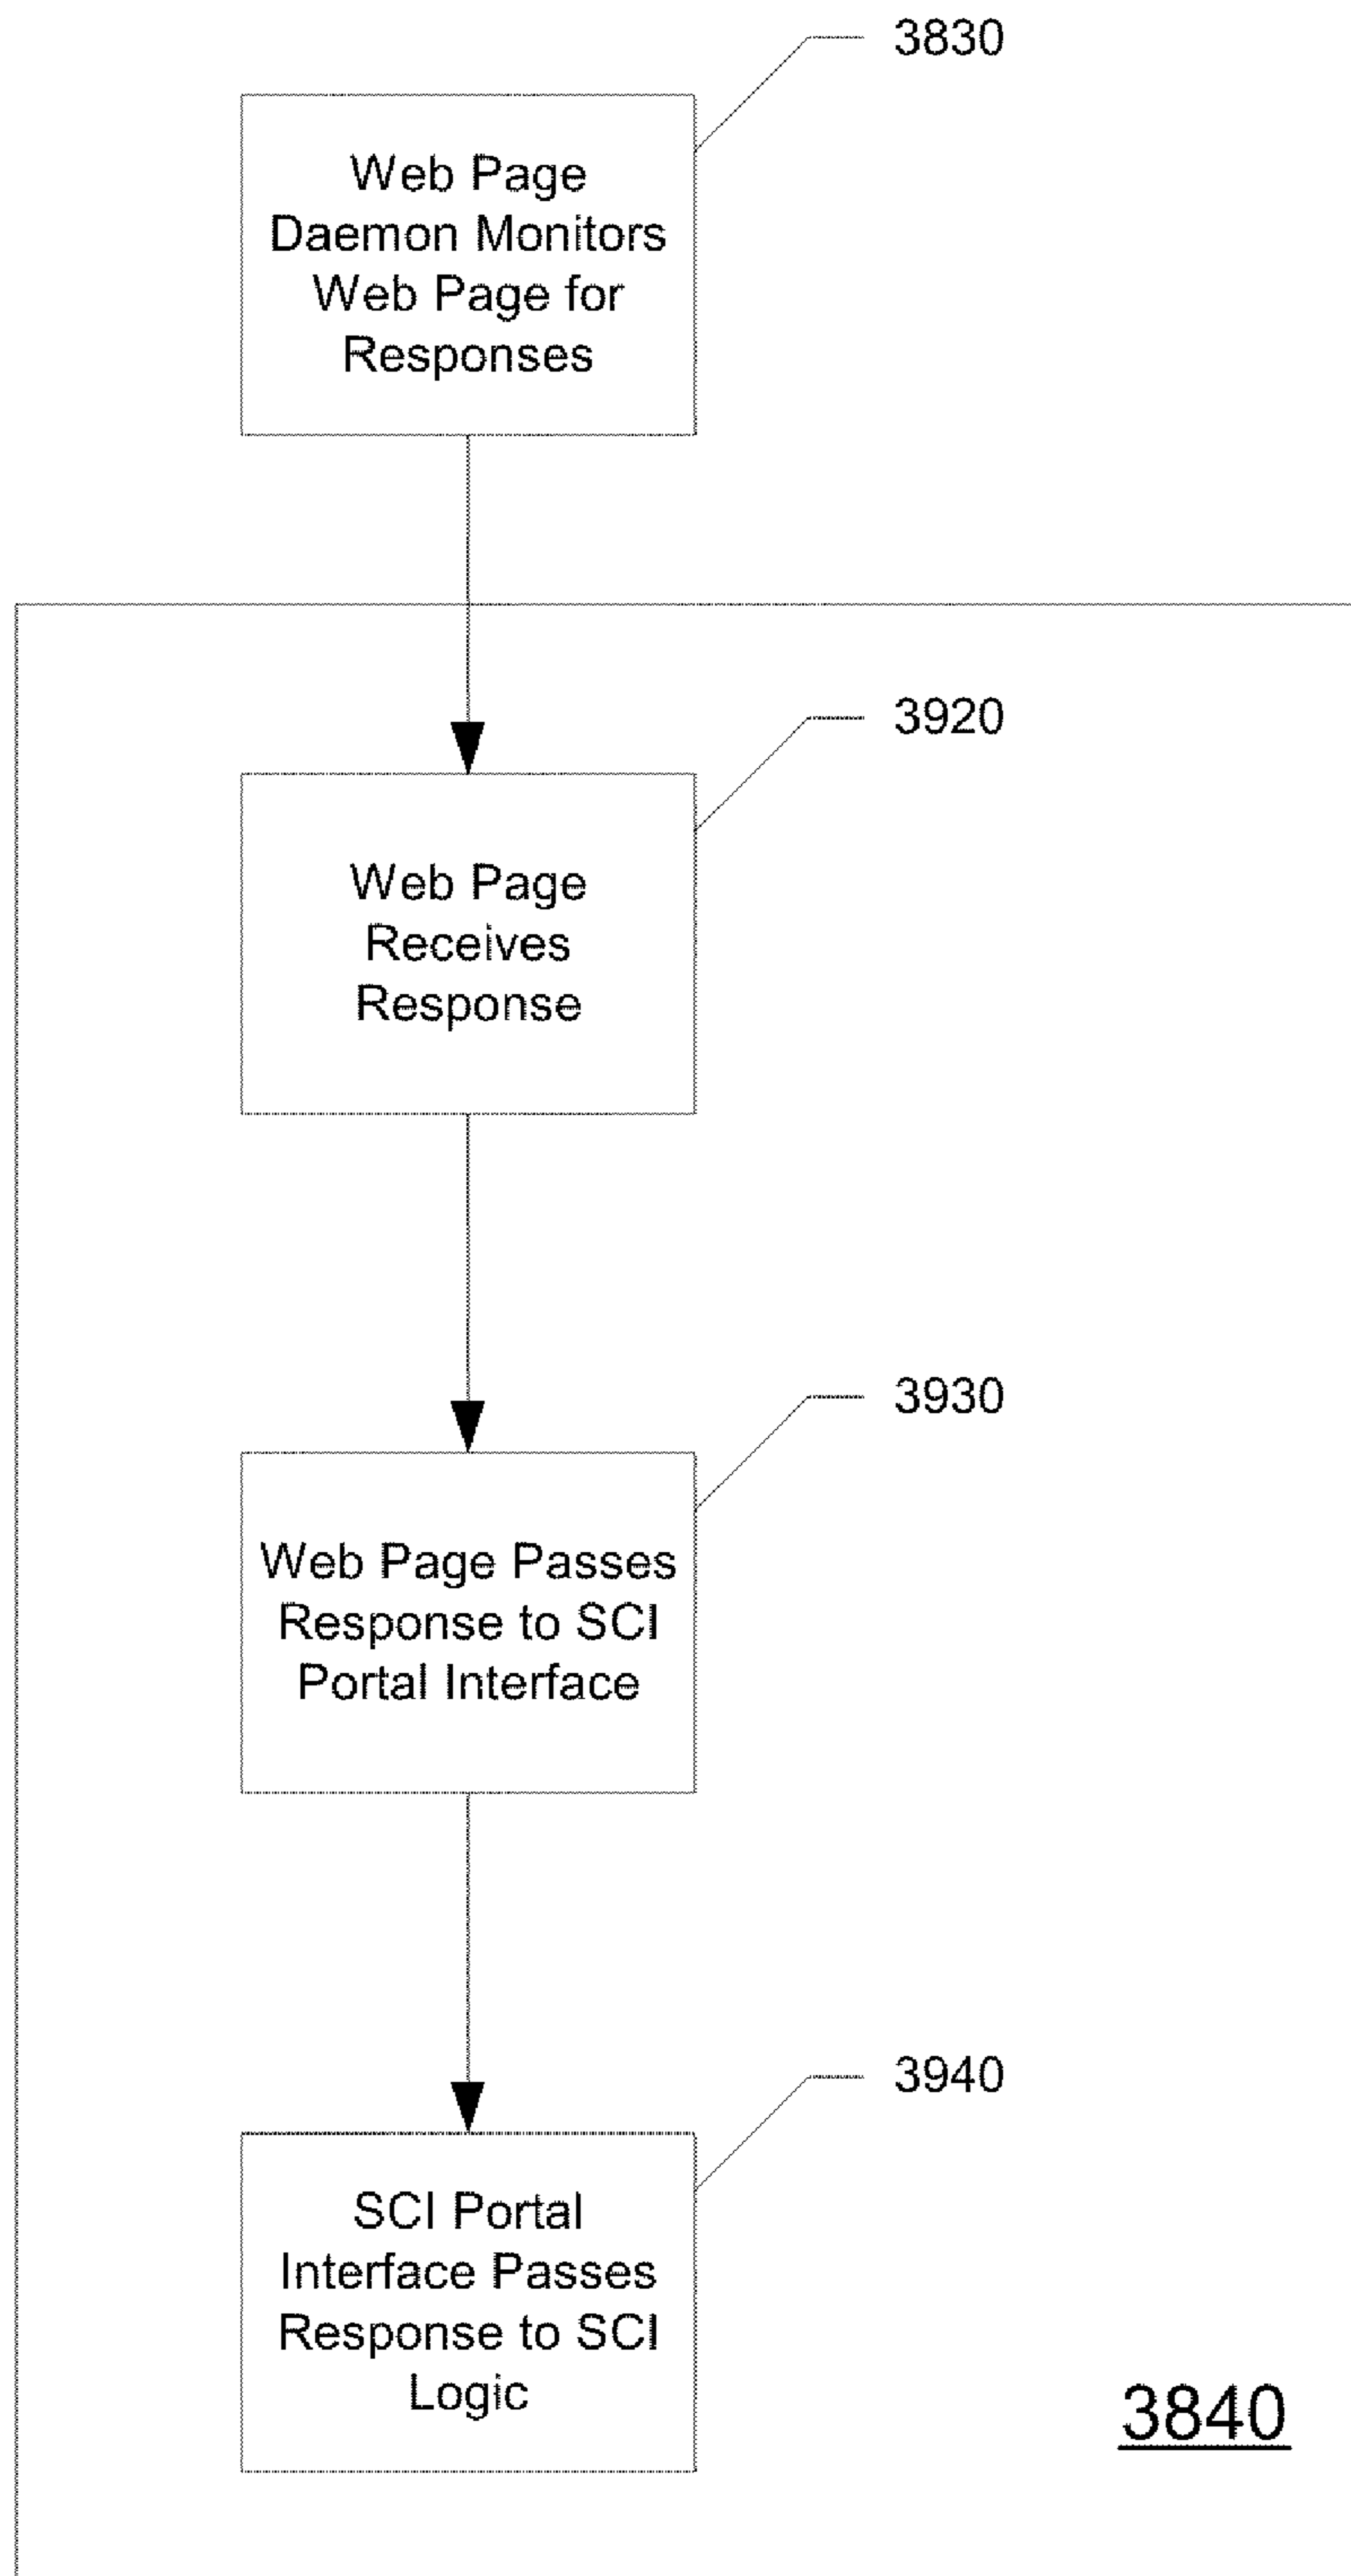 3830
Web Page
Daemon Monitors
Web Page for
Responses
3920
Web Page
Receives
Response
3930
Web Page Passes
Response to SCI
Portal Interface
3940
SCI Portal
Interface Passes
Response to SCI
Logic
3840